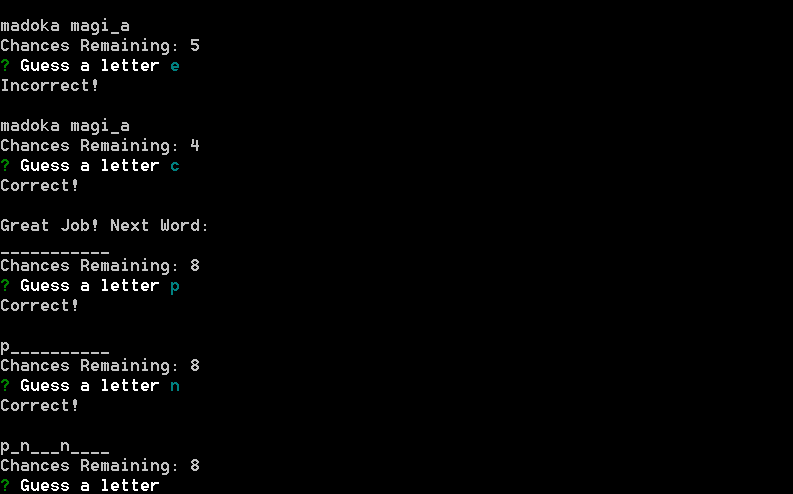 madoka magi_a
Chances Remaining: 5
? Guess a letter e
Incorrect!
madoka magi_a
Chances Remaining: 4
? Guess a letter c
Correct!
Great Job! Next Word:
___________
Chances Remaining: 8
? Guess a letter p
Correct!
p__________
Chances Remaining: 8
? Guess a letter n
Correct!
p_n___n____
Chances Remaining: 8
? Guess a letter